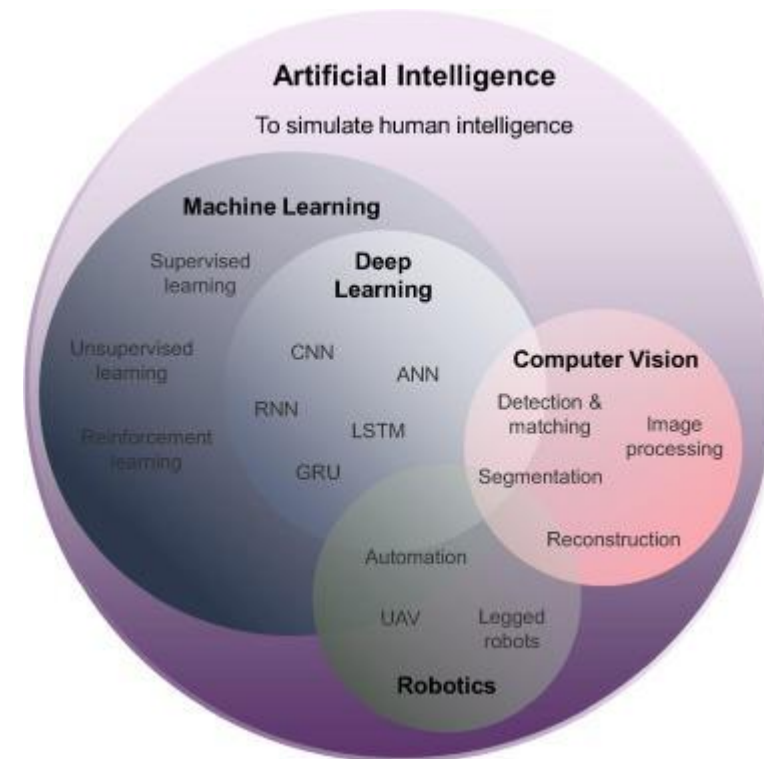 Artificial Intelligence
To simulate human intelligence
Machine Learning
Supervised
learning
Unsupervised
learning
Reinforcement
learning
Deep
Learning
CNN
ANN
RNN
LSTM
GRU
Computer Vision
Detection &
matching
Image
processing
Segmentation
Reconstruction
Automation
UAV
Legged
robots
Robotics